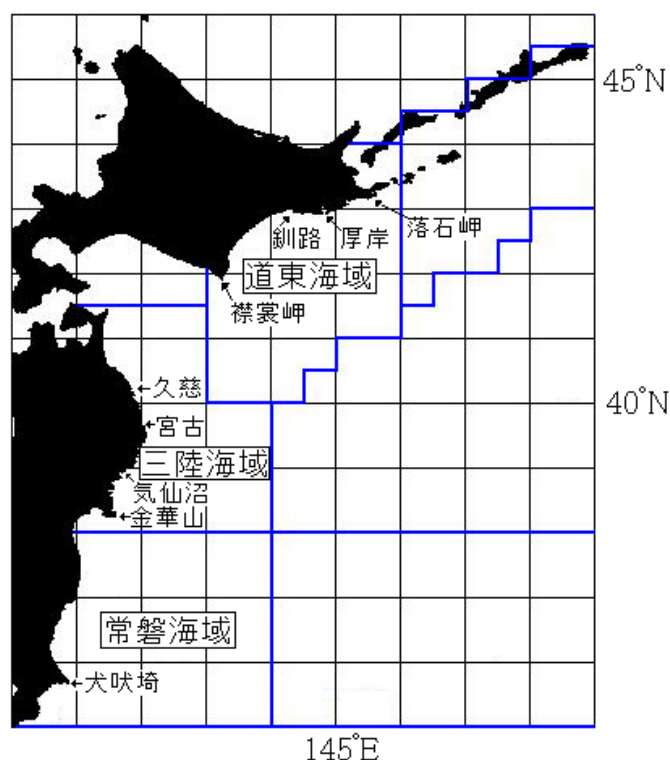 45°N
落石岬
釧路
厚岸
道東海域
襟裳岬
久慈
40°N
宮古
三陸海域
気仙沼
金華山
常磐海域
犬吠埼
145°E